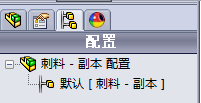 配置
刺料 - 副本 配置
默认 [ 刺料 - 副本 ]